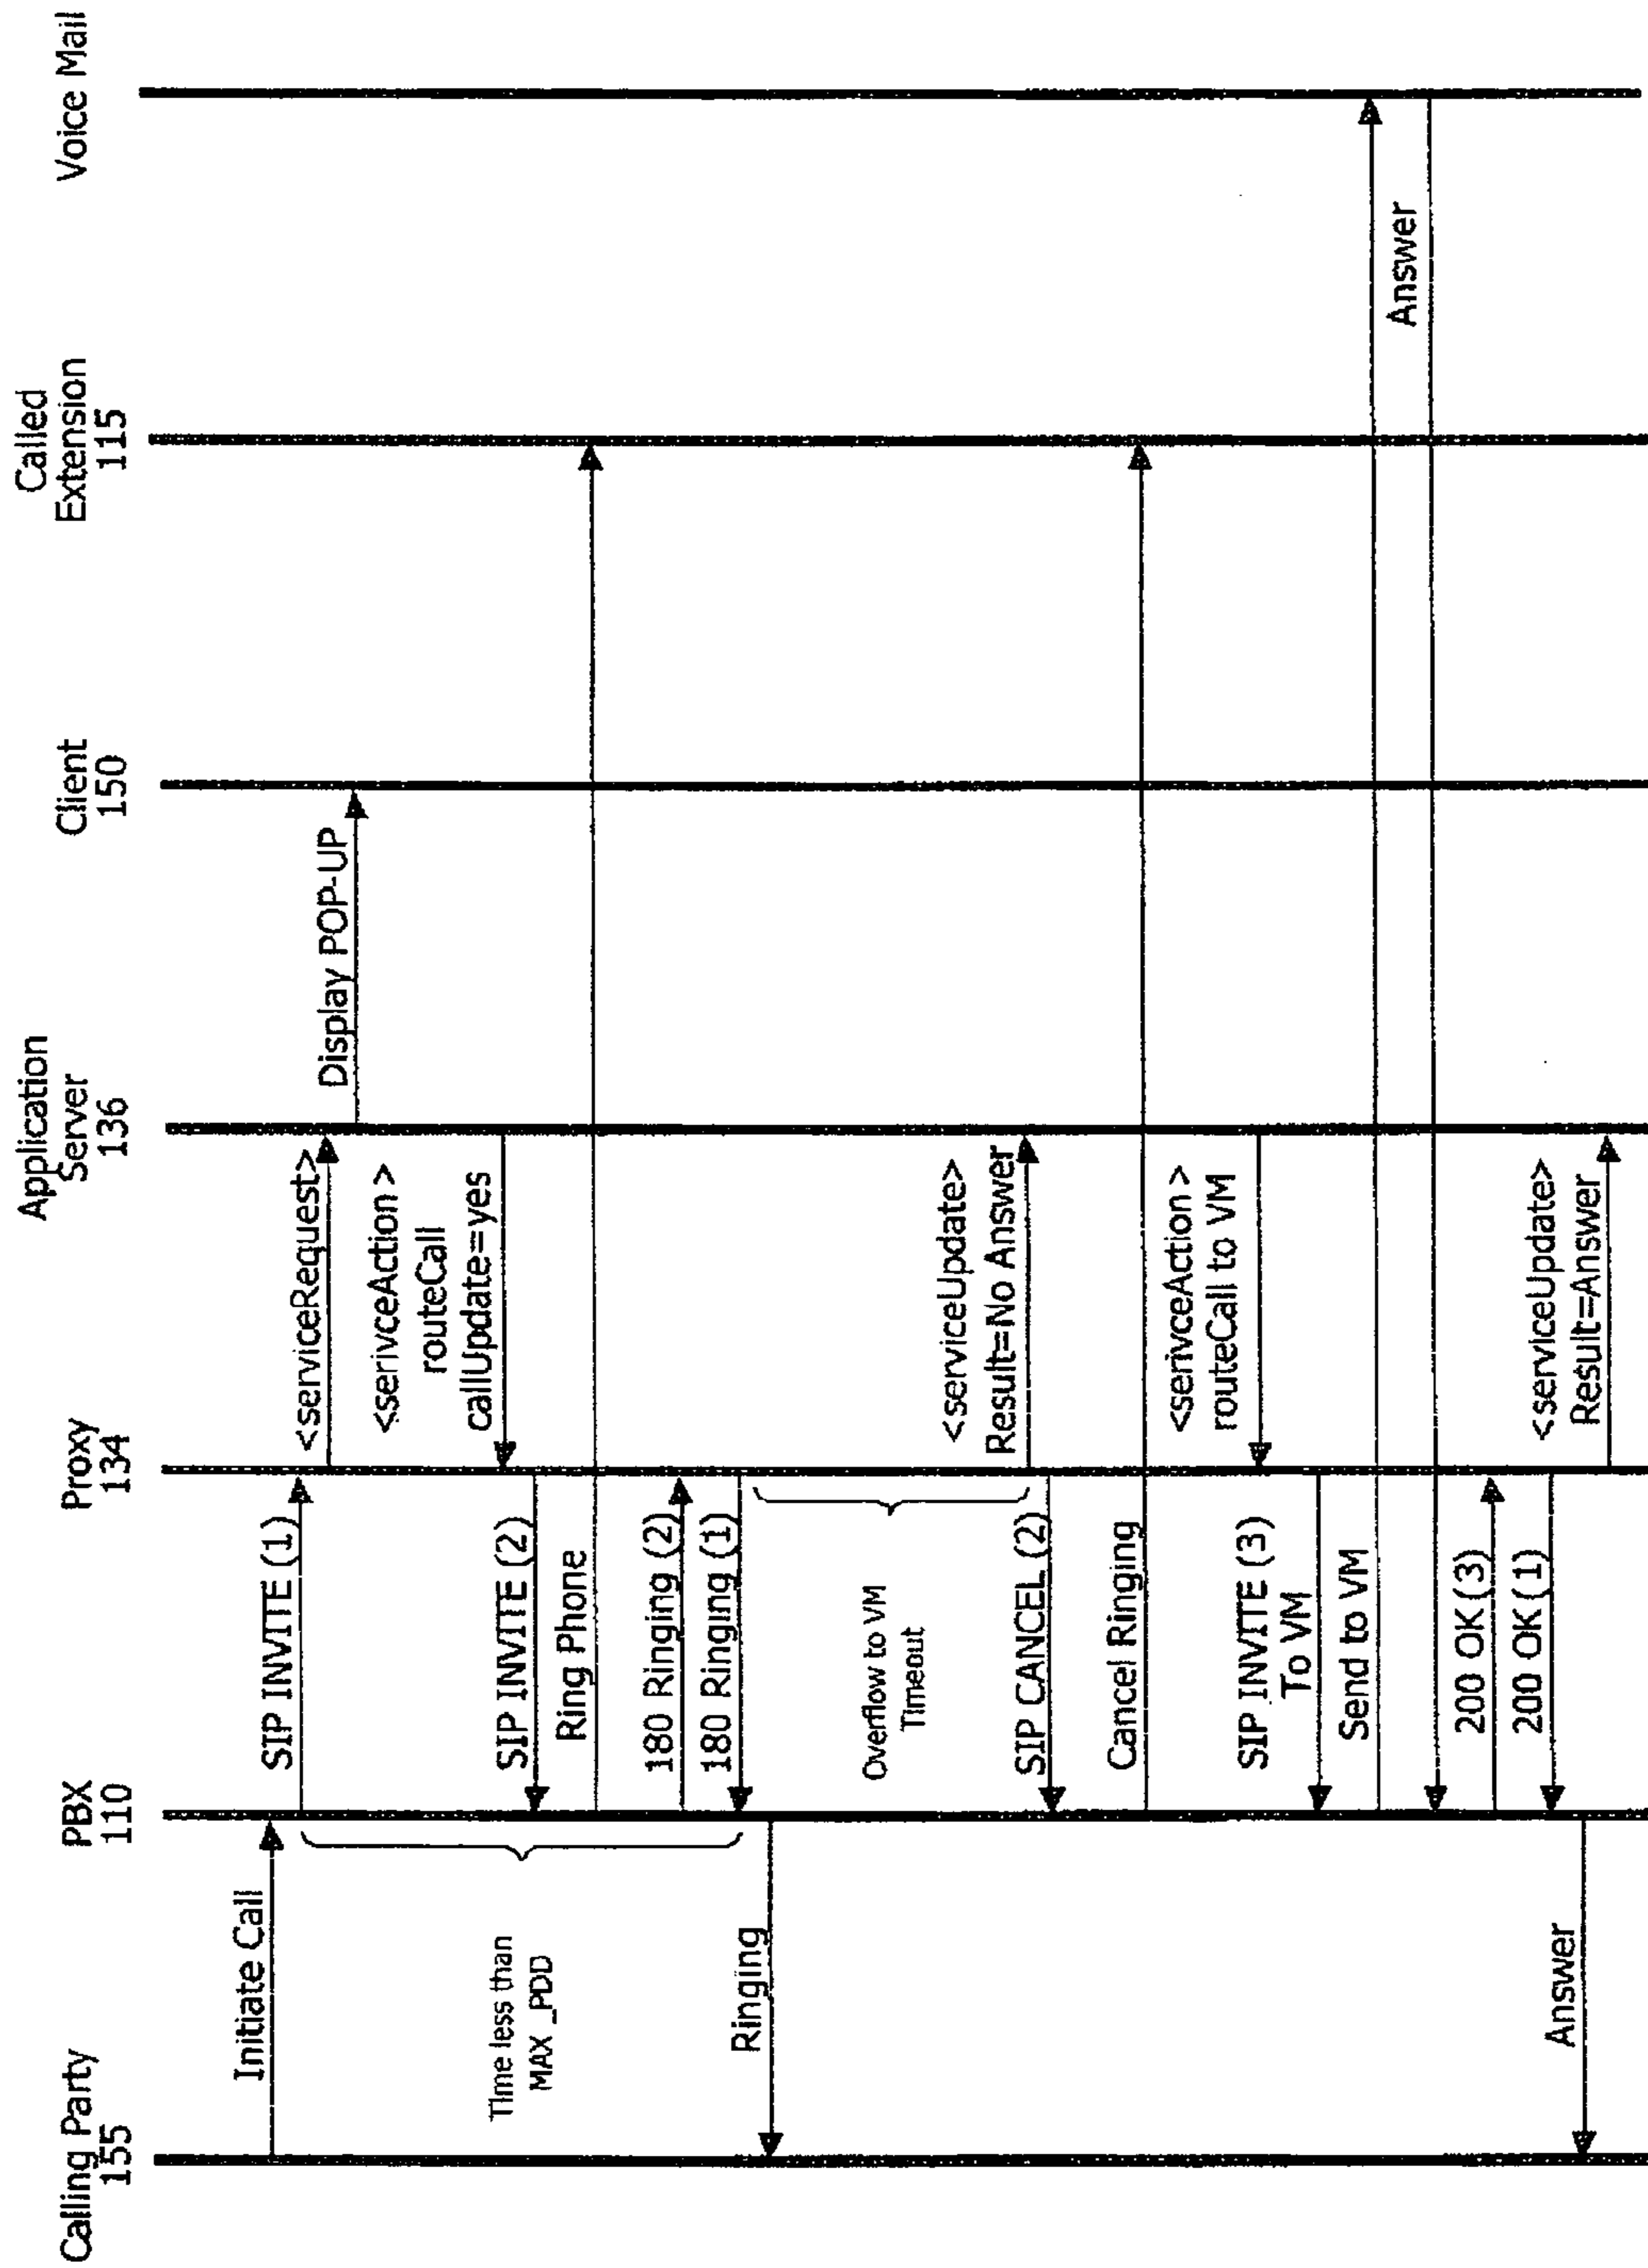 Calling Party
155
PBX
110
Proxy
134
Application
Server
136
Client
150
Called
Extension
115
Voice Mail
Initiate Call
SIP INVITE (1)
<serviceRequest>
Display POP-UP
<serivceAction>
routeCall
callUpdate=yes
SIP INVITE (2)
Ring Phone
Time less than
MAX_PDD
180 Ringing (2)
180 Ringing (1)
Ringing
Overflow to VM
Timeout
<serviceUpdate>
Result=No Answer
SIP CANCEL (2)
Cancel Ringing
<serivceAction>
routeCall to VM
SIP INVITE (3)
To VM
Send to VM
Answer
200 OK (3)
200 OK (1)
Answer
<serviceUpdate>
Result=Answer